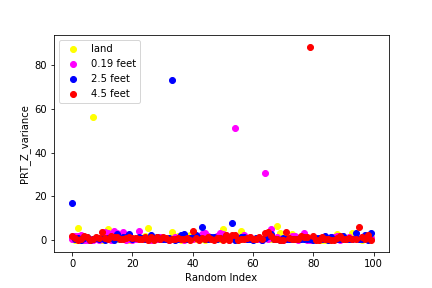 land
0.19 feet
2.5 feet
4.5 feet
80
60
40
20
0
PRT_Z_variance
0 20 40 60 80 100
Random Index